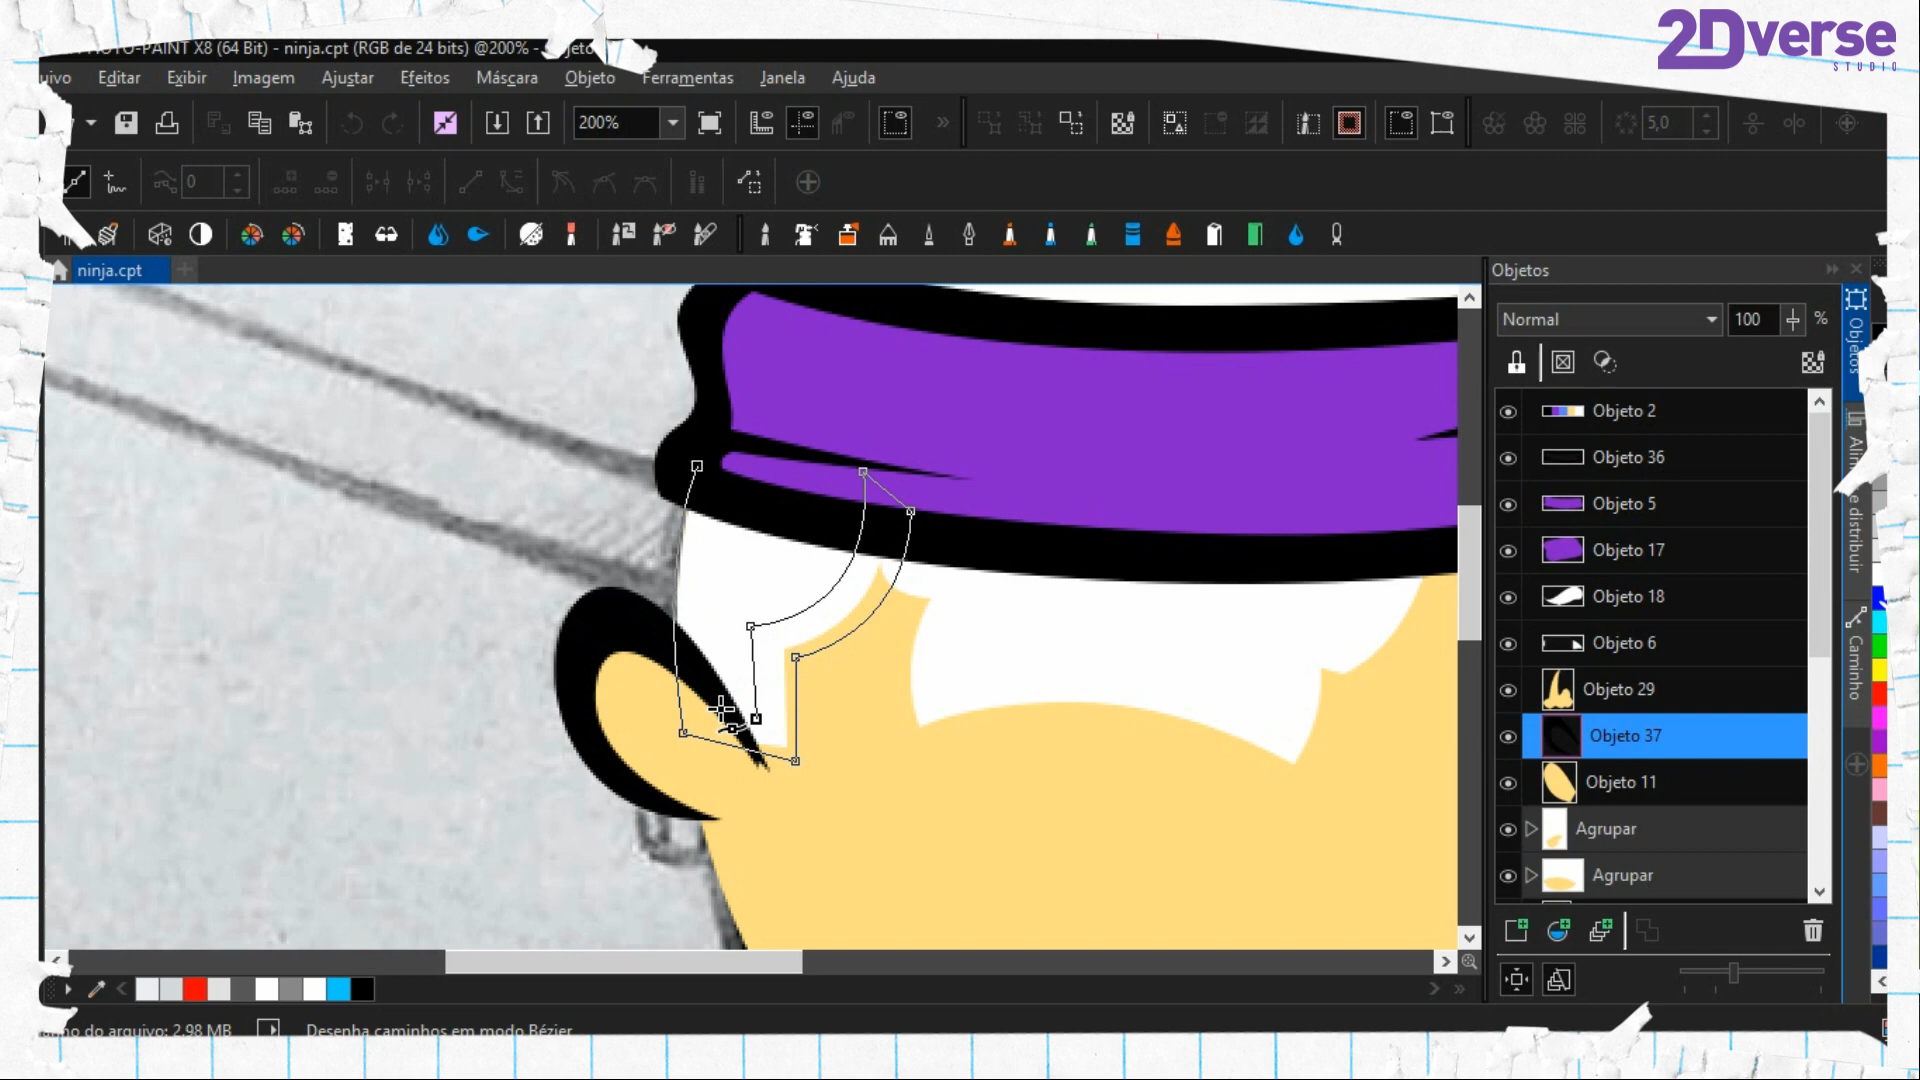 2Dverse
STUDIO
PHOTO-PAINT X8 (64 Bit) - ninja.cpt (RGB de 24 bits) @200% -
Editar Exibir Imagem Ajustar Efeitos Máscara Objeto Ferramentas Janela Ajuda
200%
5,0
0
ninja.cpt
Objetos
Normal 100 %
Objetos
Objeto 2
Objeto 36
Objeto 5
e distribuir
Objeto 17
Objeto 18
Objeto 6
Caminho
Objeto 29
Objeto 37
Objeto 11
Agrupar
Agrupar
do arquivo: 2,98 MB Desenha caminhos em modo Bézier